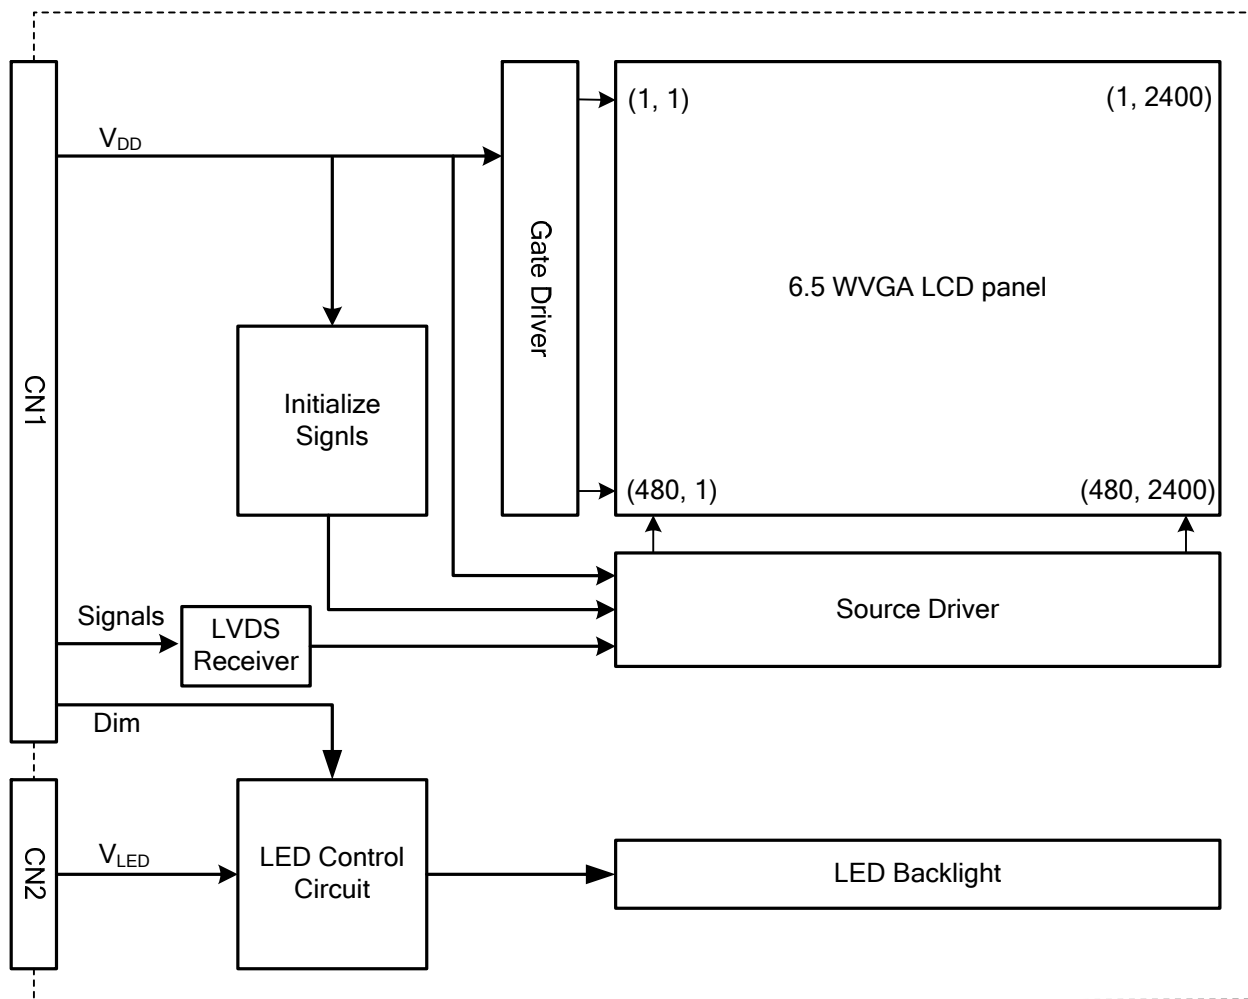 (1, 1)
(1, 2400)
V_DD
Gate Driver
6.5 WVGA LCD panel
CN1
Initialize
Signls
(480, 1)
(480, 2400)
Signals
LVDS
Receiver
Source Driver
Dim
CN2
V_LED
LED Control
Circuit
LED Backlight